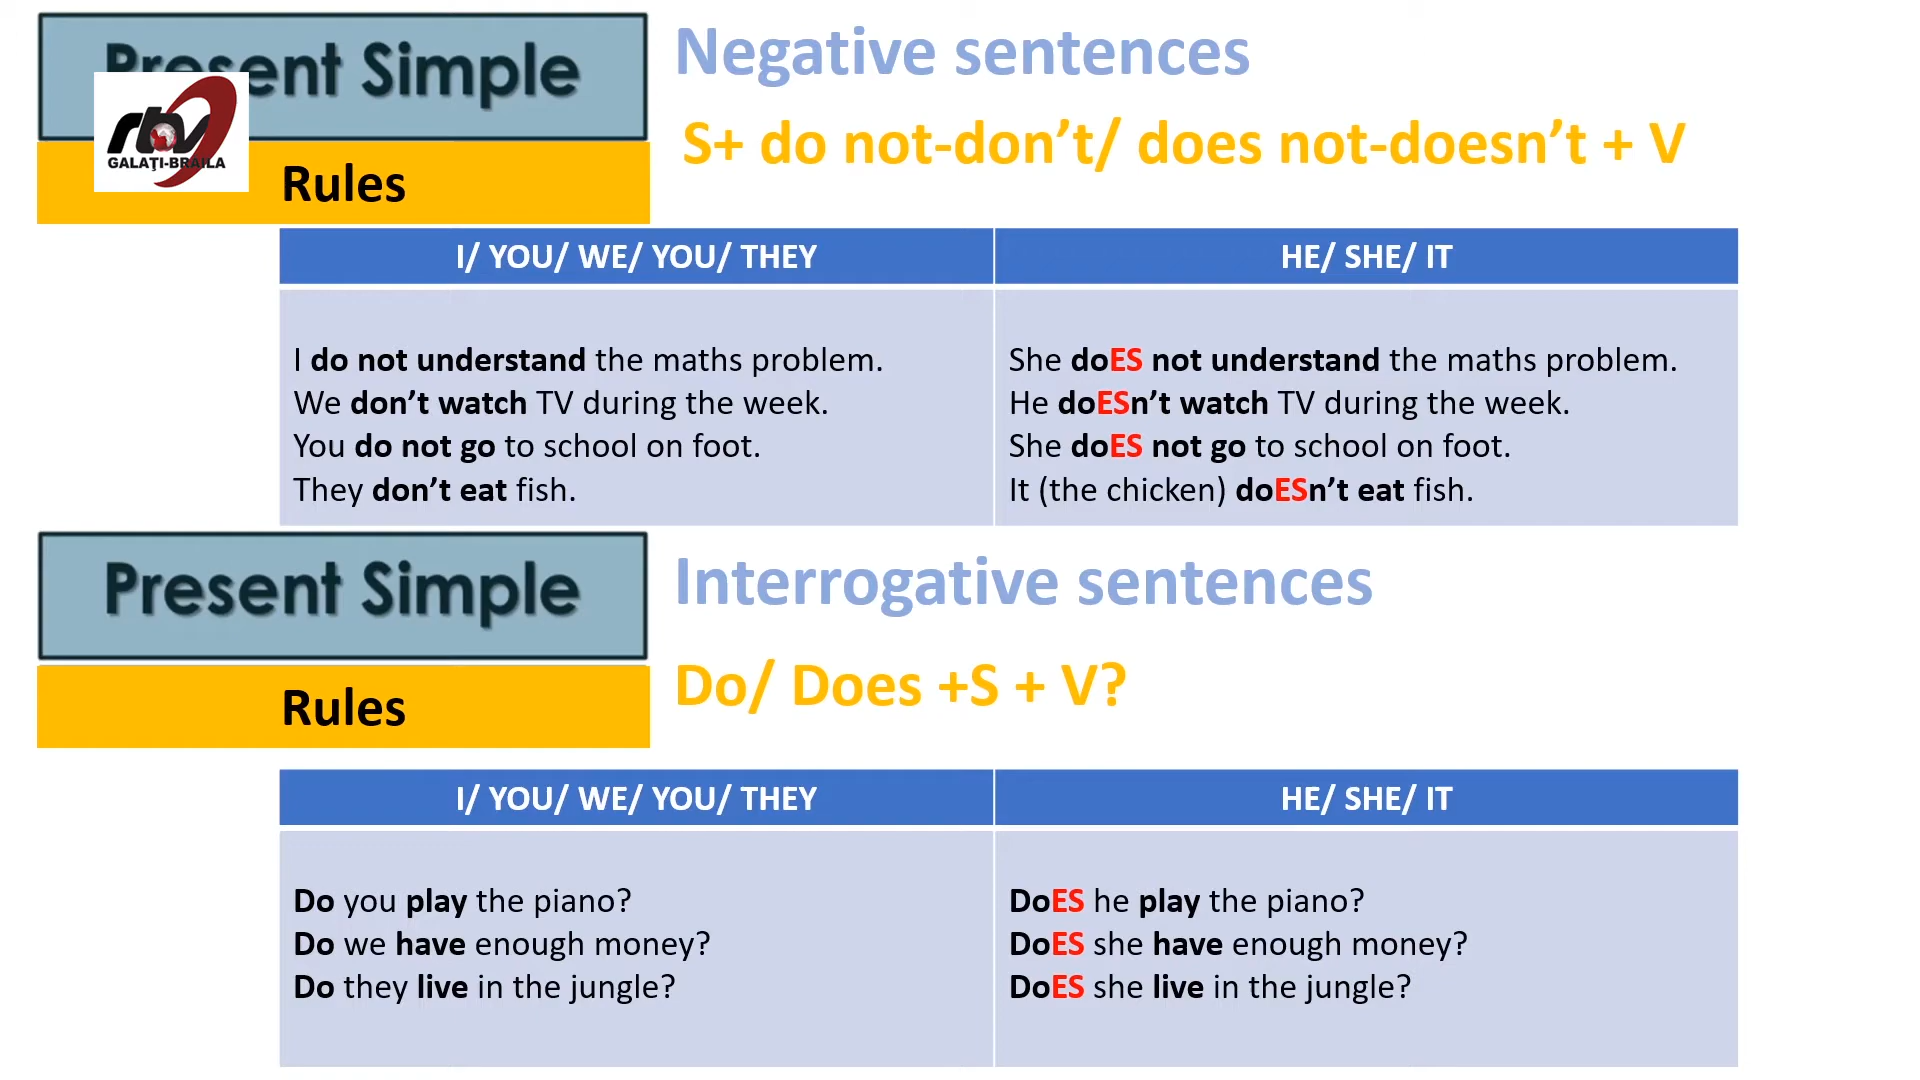 Present Simple
rtv
GALAŢI-BRAILA
Rules
Negative sentences
S+ do not-don’t/ does not-doesn’t + V
I/ YOU/ WE/ YOU/ THEY
HE/ SHE/ IT
I do not understand the maths problem.
We don’t watch TV during the week.
You do not go to school on foot.
They don’t eat fish.
She doES not understand the maths problem.
He doESn’t watch TV during the week.
She doES not go to school on foot.
It (the chicken) doESn’t eat fish.
Present Simple
Rules
Interrogative sentences
Do/ Does +S + V?
I/ YOU/ WE/ YOU/ THEY
HE/ SHE/ IT
Do you play the piano?
Do we have enough money?
Do they live in the jungle?
DoES he play the piano?
DoES she have enough money?
DoES she live in the jungle?